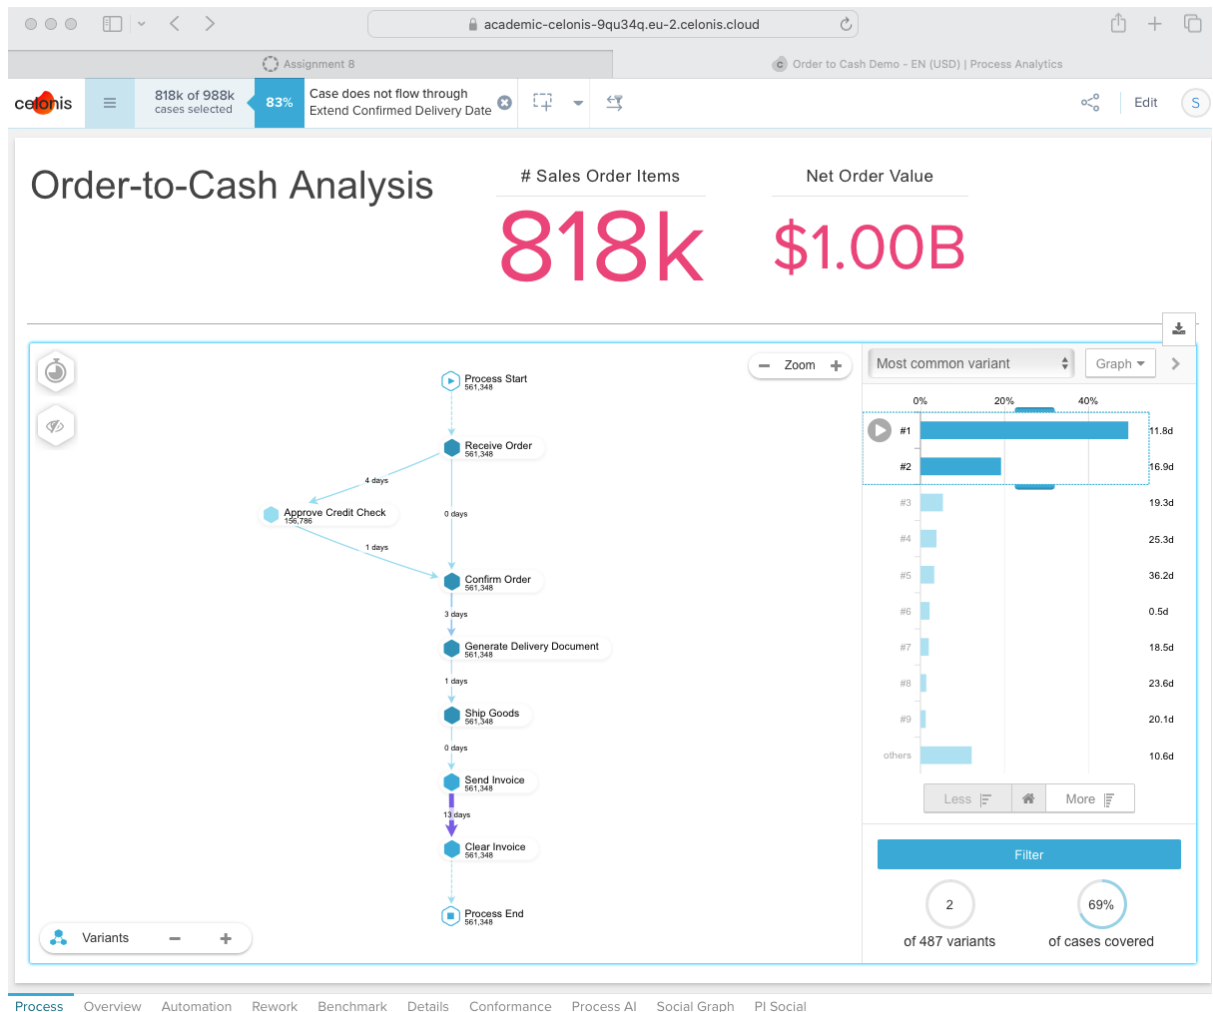 academic-celonis-9qu34q.eu-2.celonis.cloud
Assignment 8
Order to Cash Demo - EN (USD) | Process Analytics
celonis
818k of 988k
cases selected
83%
Case does not flow through
Extend Confirmed Delivery Date
Edit
S
Order-to-Cash Analysis
# Sales Order Items
818k
Net Order Value
$1.00B
Zoom
Most common variant
Graph
Process Start
561,348
Receive Order
561,348
4 days
Approve Credit Check
156,786
0 days
1 days
Confirm Order
561,348
3 days
Generate Delivery Document
561,348
1 days
Ship Goods
561,348
0 days
Send Invoice
561,348
13 days
Clear Invoice
561,348
Process End
561,348
Variants
0% 20% 40%
#1 11.8d
#2 16.9d
#3 19.3d
#4 25.3d
#5 36.2d
#6 0.5d
#7 18.5d
#8 23.6d
#9 20.1d
others 10.6d
Less
More
Filter
2
of 487 variants
69%
of cases covered
Process Overview Automation Rework Benchmark Details Conformance Process AI Social Graph PI Social